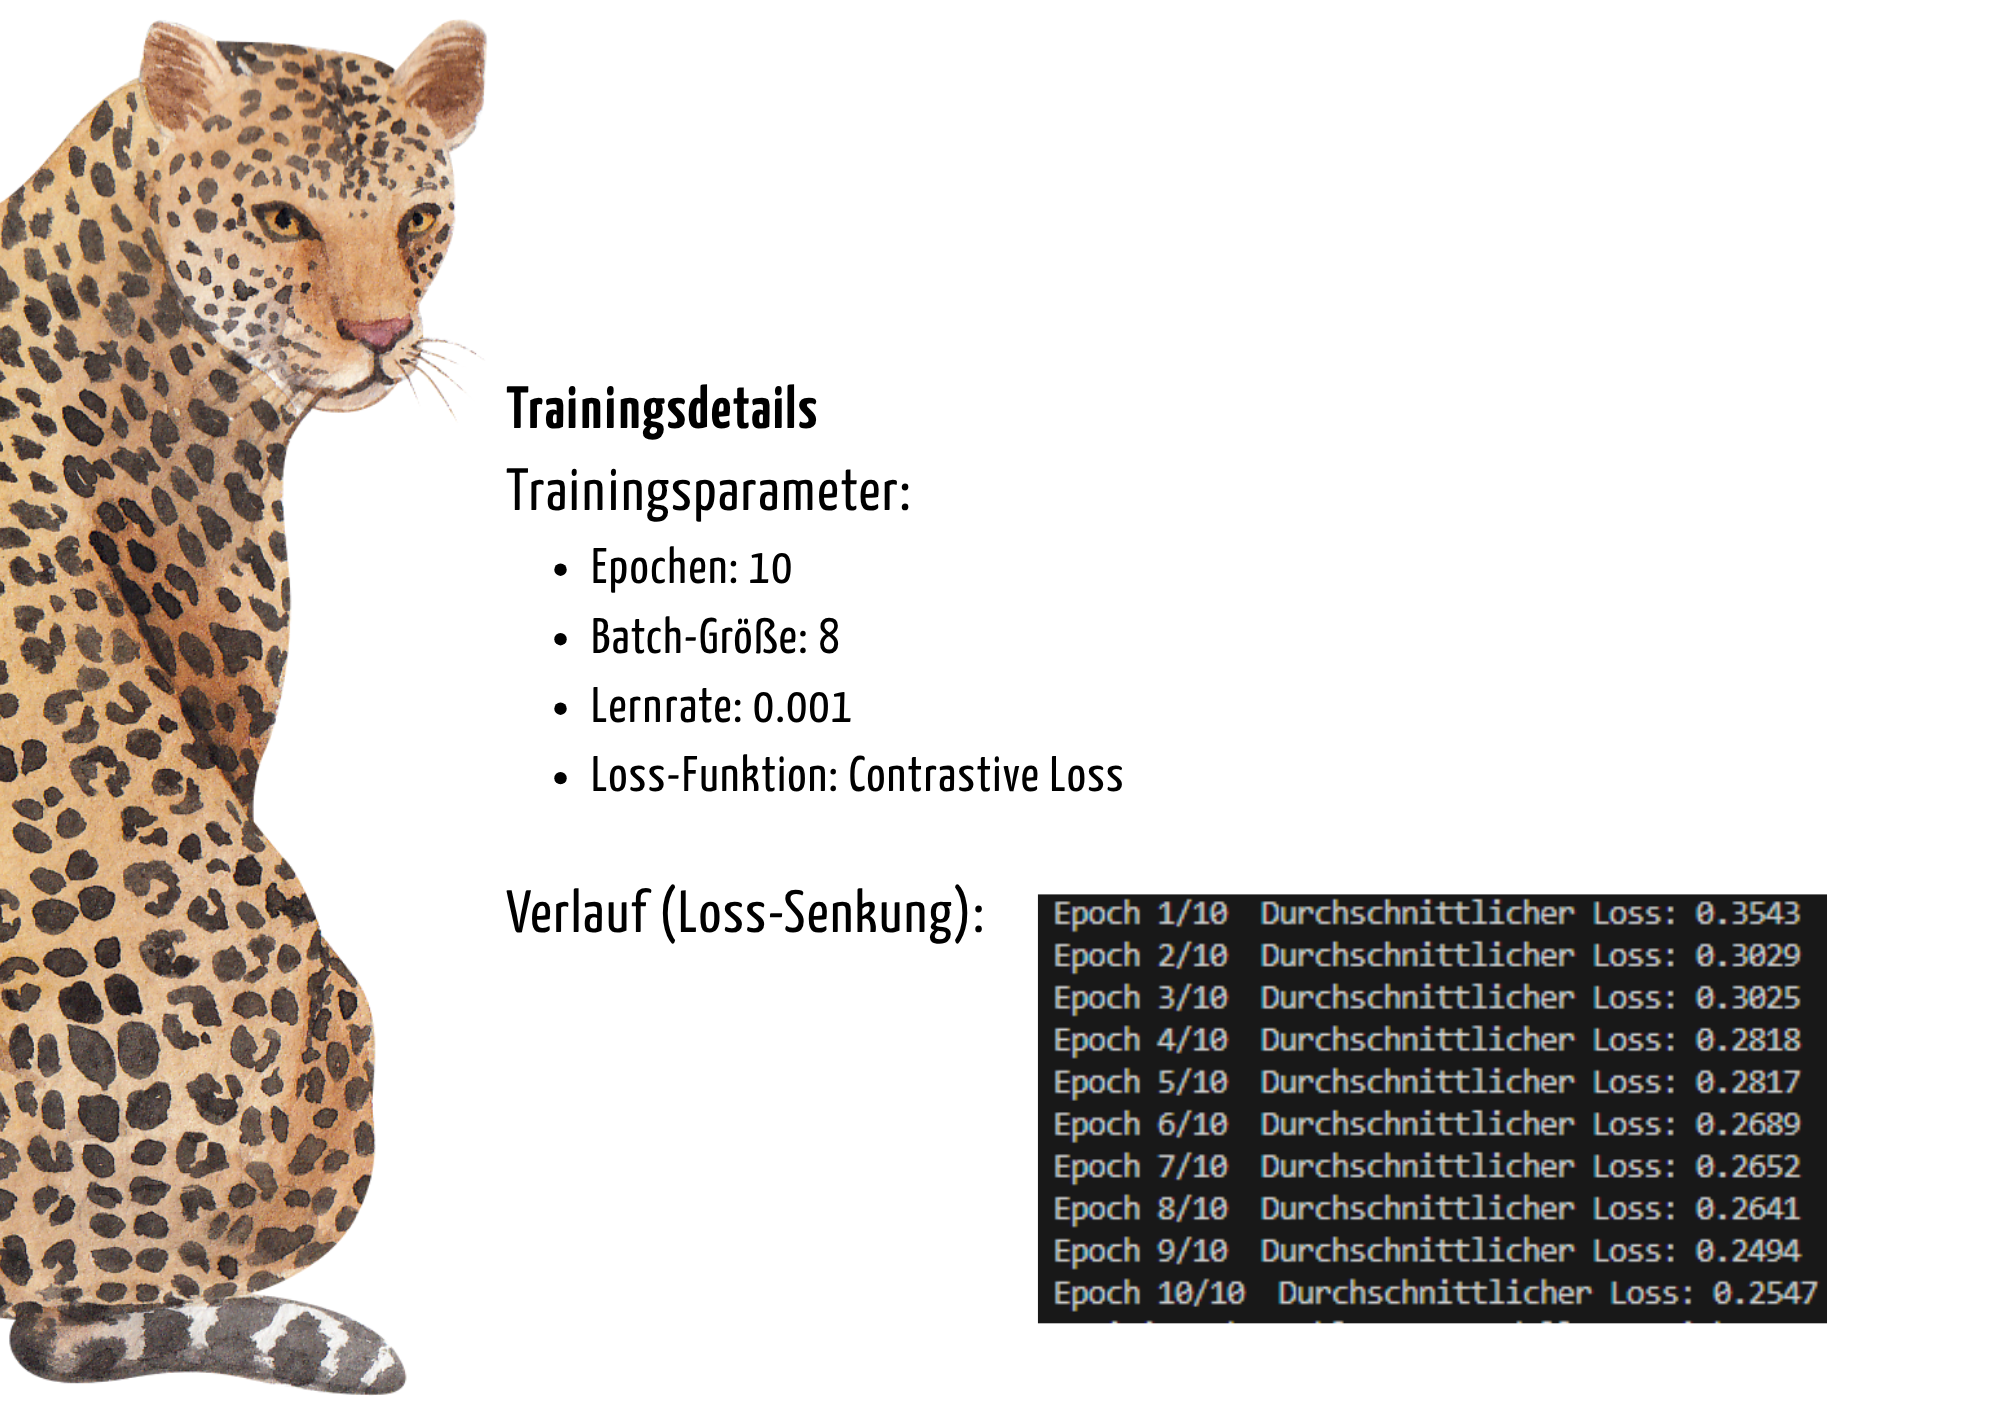 Trainingsdetails
Trainingsparameter:
• Epochen: 10
• Batch-Größe: 8
• Lernrate: 0.001
• Loss-Funktion: Contrastive Loss
Verlauf (Loss-Senkung):
Epoch 1/10 Durchschnittlicher Loss: 0.3543
Epoch 2/10 Durchschnittlicher Loss: 0.3029
Epoch 3/10 Durchschnittlicher Loss: 0.3025
Epoch 4/10 Durchschnittlicher Loss: 0.2818
Epoch 5/10 Durchschnittlicher Loss: 0.2817
Epoch 6/10 Durchschnittlicher Loss: 0.2689
Epoch 7/10 Durchschnittlicher Loss: 0.2652
Epoch 8/10 Durchschnittlicher Loss: 0.2641
Epoch 9/10 Durchschnittlicher Loss: 0.2494
Epoch 10/10 Durchschnittlicher Loss: 0.2547